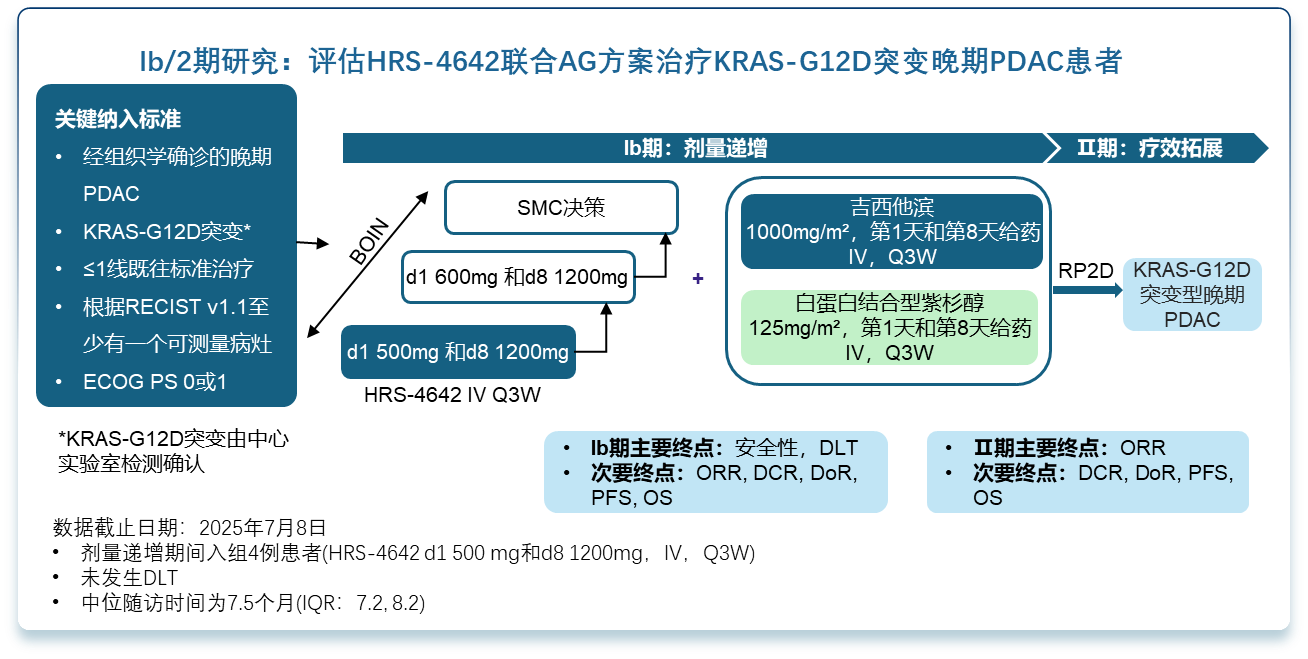 Ib/2期研究：评估HRS-4642联合AG方案治疗KRAS-G12D突变晚期PDAC患者
关键纳入标准
• 经组织学确诊的晚期
PDAC
• KRAS-G12D突变*
• ≤1线既往标准治疗
• 根据RECIST v1.1至
少有一个可测量病灶
• ECOG PS 0或1
*KRAS-G12D突变由中心
实验室检测确认
Ib期：剂量递增
Ⅱ期：疗效拓展
BOIN
SMC决策
d1 600mg 和d8 1200mg
d1 500mg 和d8 1200mg
HRS-4642 IV Q3W
+
吉西他滨
1000mg/m²，第1天和第8天给药
IV，Q3W
白蛋白结合型紫杉醇
125mg/m²，第1天和第8天给药
IV，Q3W
RP2D
KRAS-G12D
突变型晚期
PDAC
• Ib期主要终点：安全性，DLT
• 次要终点：ORR, DCR, DoR,
PFS, OS
• Ⅱ期主要终点：ORR
• 次要终点：DCR, DoR, PFS,
OS
数据截止日期：2025年7月8日
• 剂量递增期间入组4例患者(HRS-4642 d1 500 mg和d8 1200mg，IV，Q3W)
• 未发生DLT
• 中位随访时间为7.5个月(IQR：7.2, 8.2)